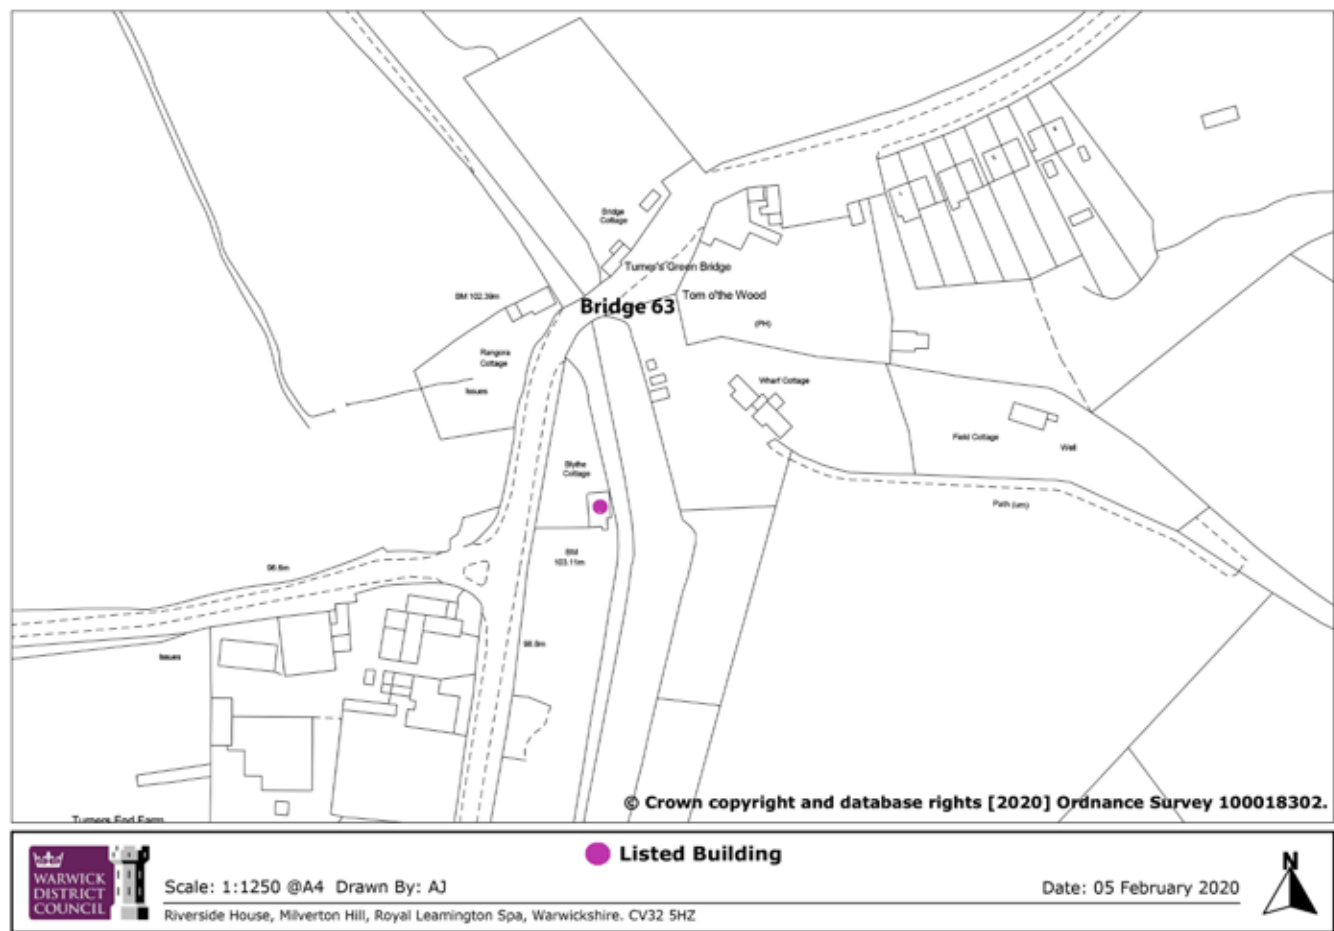 Bridge
Cottage
Turner's Green Bridge
BM 102.39m
Bridge 63
Tom o'the Wood
(PH)
Rangora
Cottage
Issues
Wharf Cottage
Blythe
Cottage
Field Cottage
Well
Path (um)
BM
103.11m
98.8m
Issues
Turners End Farm
© Crown copyright and database rights [2020] Ordnance Survey 100018302.
Listed Building
WARWICK
DISTRICT
COUNCIL
Scale: 1:1250 @A4 Drawn By: AJ
Date: 05 February 2020
Riverside House, Milverton Hill, Royal Leamington Spa, Warwickshire. CV32 5HZ
N